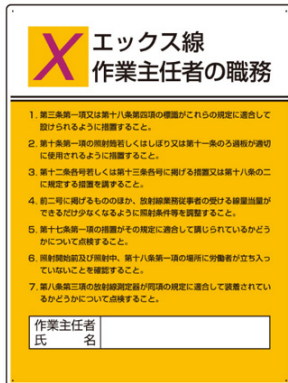 X
エックス線
作業主任者の職務
1. 第三条第一項又は第十八条第四項の標識がこれらの規定に適合して
設けられるように措置すること。
2. 第十条第一項の照射筒若しくはしぼり又は第十一条のろ過板が適切
に使用されるように措置すること。
3. 第十二条各号若しくは第十三条各号に掲げる措置又は第十八条の二
に規定する措置を講ずること。
4. 前二号に掲げるもののほか、放射線業務従事者の受ける線量当量が
できるだけ少なくなるように照射条件等を調整すること。
5. 第十七条第一項の措置がその規定に適合して講じられているかどう
かについて点検すること。
6. 照射開始前及び照射中、第十八条第一項の場所に労働者が立ち入っ
ていないことを確認すること。
7. 第八条第三項の放射線測定器が同項の規定に適合して装着されてい
るかどうかについて点検すること。
作業主任者
氏名